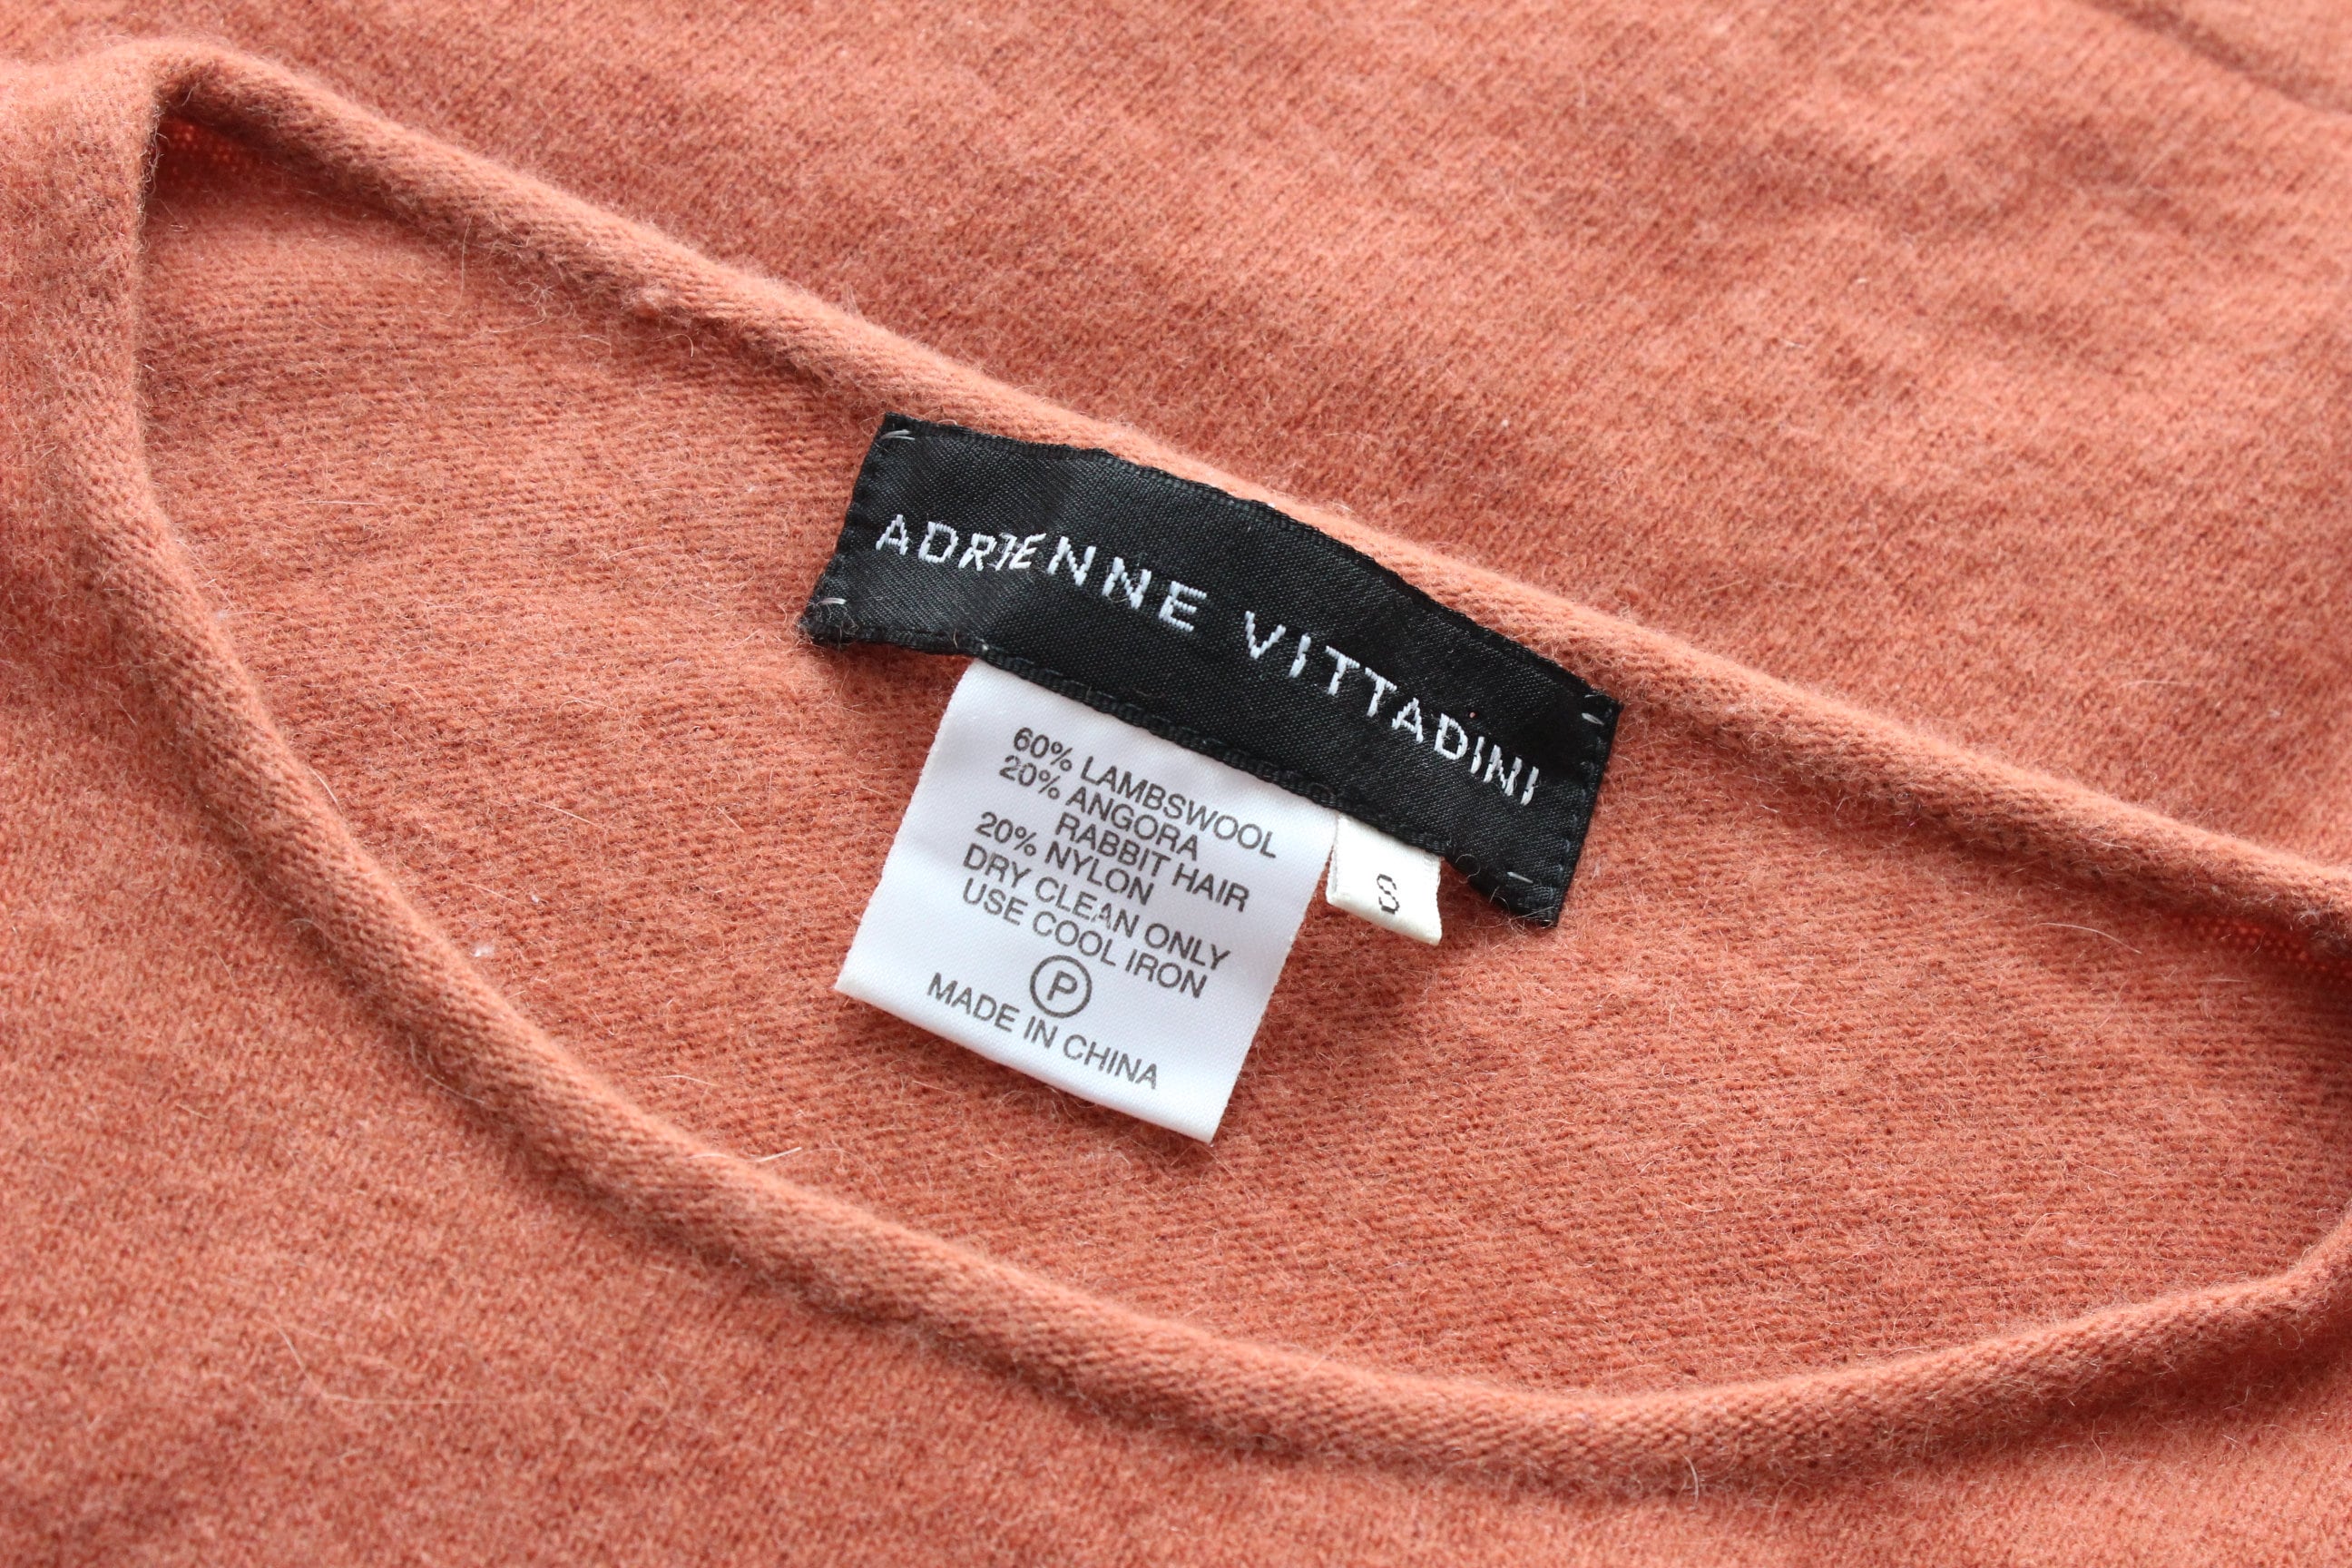 ADRIENNE VITTADINI
60% LAMBSWOOL
20% ANGORA
RABBIT HAIR
20% NYLON
DRY CLEAN ONLY
USE COOL IRON
P
MADE IN CHINA
S